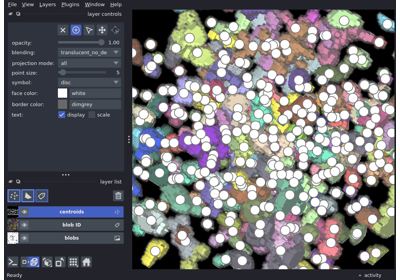 File View Layers Plugins Window Help
layer controls
opacity: 1.00
blending: translucent_no_de
projection mode: all
point size: 5
symbol: disc
face color: white
border color: dimgrey
text: display scale
layer list
centroids
blob ID
blobs
Ready activity